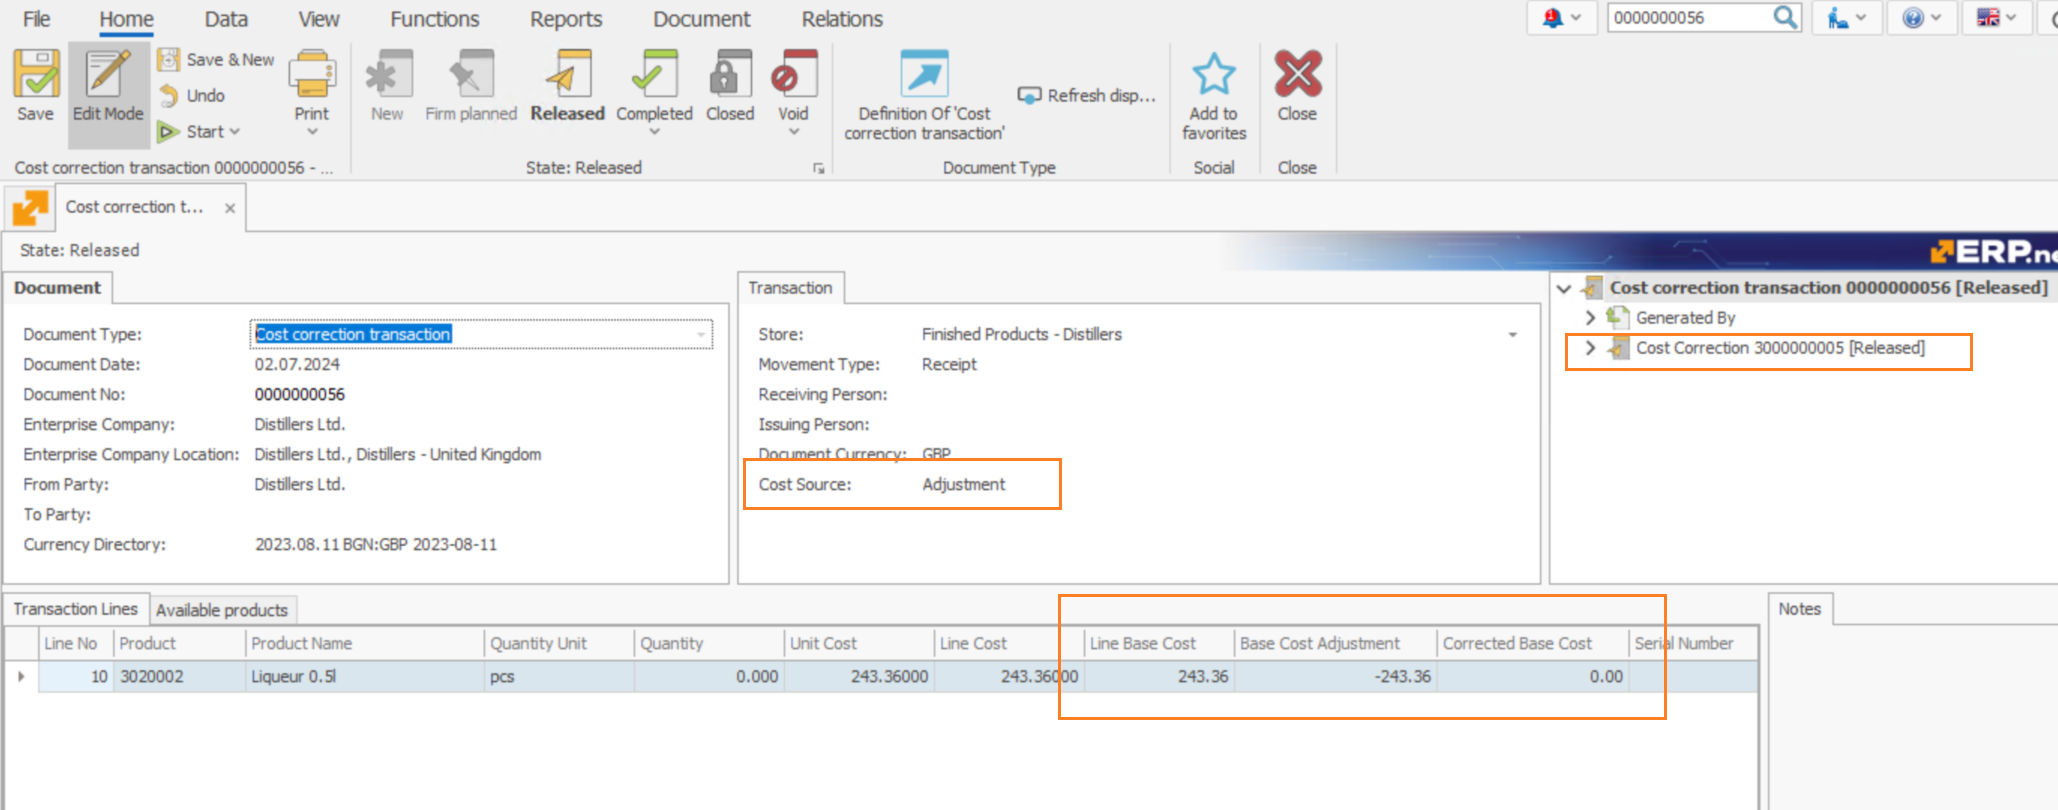 File Home Data View Functions Reports Document Relations
1 0000000056
Save Edit Mode Save & New Undo Start Print
New Firm planned Released Completed Closed Void
Definition Of 'Cost correction transaction' Refresh disp...
Add to favorites Close
Cost correction transaction 0000000056 - ... State: Released Document Type Social Close
Cost correction t... ×
State: Released
ERP.ne
Document
Document Type: Cost correction transaction
Document Date: 02.07.2024
Document No: 0000000056
Enterprise Company: Distillers Ltd.
Enterprise Company Location: Distillers Ltd., Distillers - United Kingdom
From Party: Distillers Ltd.
To Party:
Currency Directory: 2023.08.11 BGN:GBP 2023-08-11
Transaction
Store: Finished Products - Distillers
Movement Type: Receipt
Receiving Person:
Issuing Person:
Document Currency: GBP
Cost Source: Adjustment
Cost correction transaction 0000000056 [Released]
Generated By
Cost Correction 3000000005 [Released]
Transaction Lines Available products
Line No Product Product Name Quantity Unit Quantity Unit Cost Line Cost Line Base Cost Base Cost Adjustment Corrected Base Cost Serial Number
10 3020002 Liqueur 0.5l pcs 0.000 243.36000 243.36000 243.36 -243.36 0.00
Notes